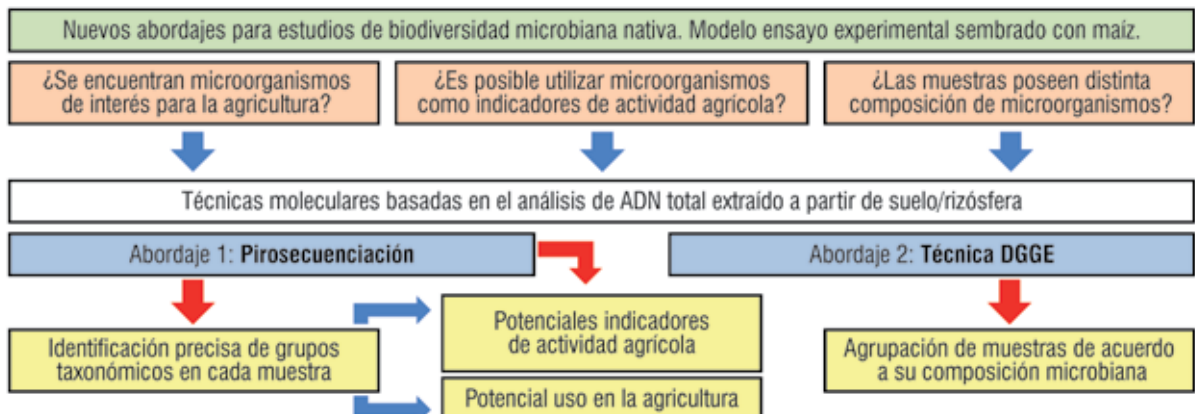 Nuevos abordajes para estudios de biodiversidad microbiana nativa. Modelo ensayo experimental sembrado con maíz.
¿Se encuentran microorganismos
de interés para la agricultura?
¿Es posible utilizar microorganismos
como indicadores de actividad agrícola?
¿Las muestras poseen distinta
composición de microorganismos?
Técnicas moleculares basadas en el análisis de ADN total extraído a partir de suelo/rizósfera
Abordaje 1: Pirosecuenciación
Abordaje 2: Técnica DGGE
Identificación precisa de grupos
taxonómicos en cada muestra
Potenciales indicadores
de actividad agrícola
Potencial uso en la agricultura
Agrupación de muestras de acuerdo
a su composición microbiana